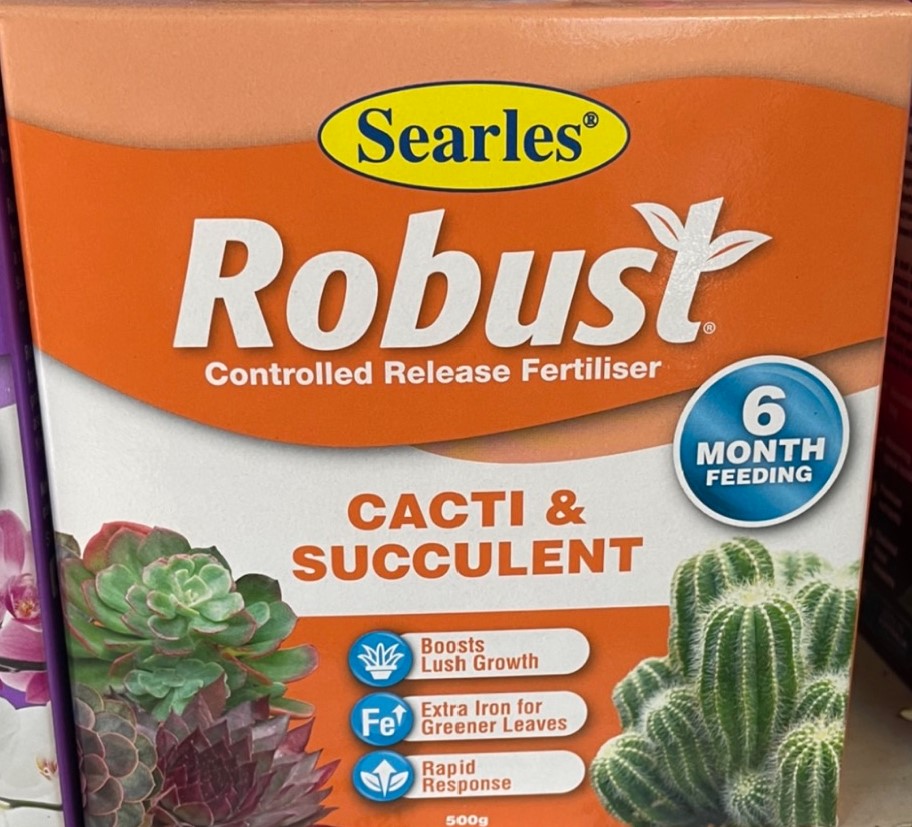 Searles®
Robust®
Controlled Release Fertiliser
6
MONTH
FEEDING
CACTI &
SUCCULENT
Boosts
Lush Growth
Fe
Extra Iron for
Greener Leaves
Rapid
Response
500g